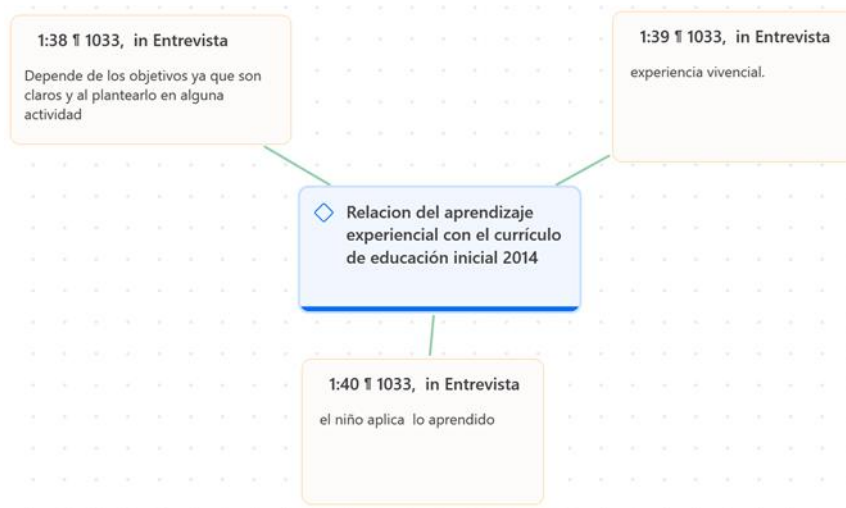 1:38 ¶ 1033, in Entrevista
Depende de los objetivos ya que son
claros y al plantearlo en alguna
actividad
1:39 ¶ 1033, in Entrevista
experiencia vivencial.
Relacion del aprendizaje
experiencial con el currículo
de educación inicial 2014
1:40 ¶ 1033, in Entrevista
el niño aplica lo aprendido